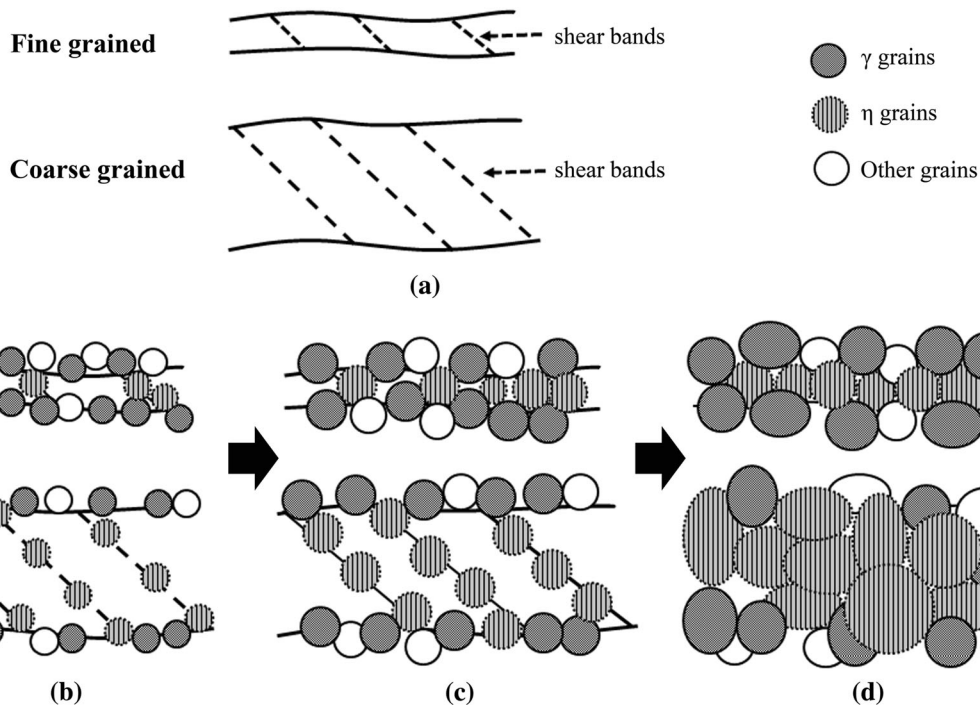 Fine grained
shear bands
Coarse grained
shear bands
(a)
γ grains
η grains
Other grains
(b)
(c)
(d)